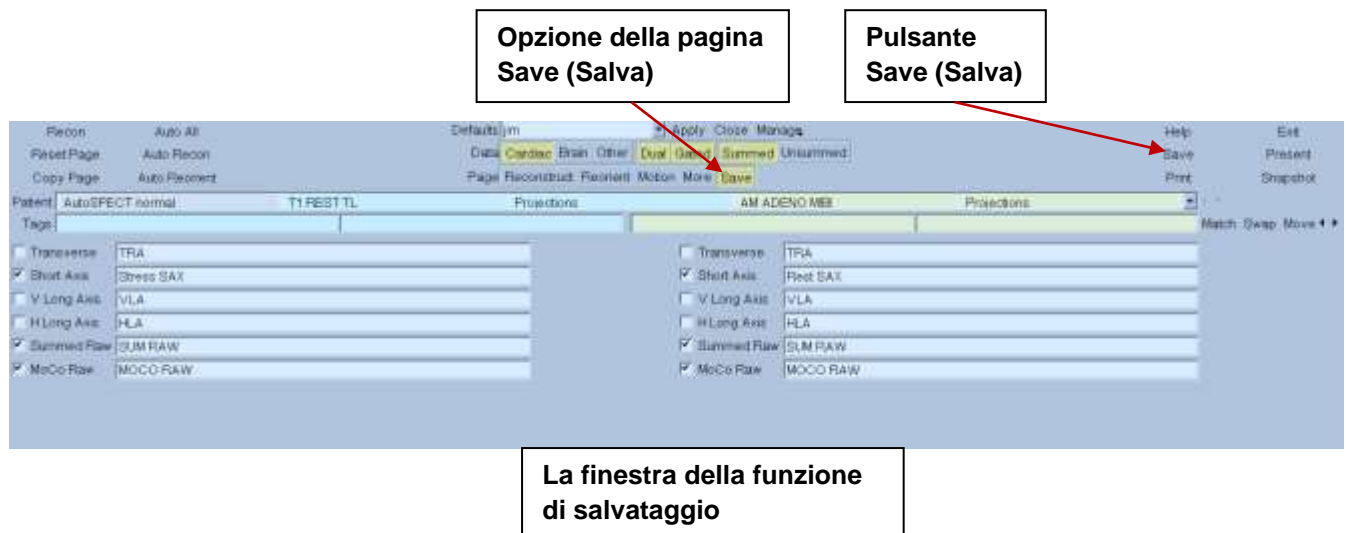 Opzione della pagina
Save (Salva)
Pulsante
Save (Salva)
Recon Auto All Defaults jm Apply Close Manage Help Exit
Reset Page Auto Recon Data Cardiac Brain Other Dual Gated Summed Unsummed Save Present
Copy Page Auto Reorient Page Reconstruct Reorient Motion More Save Print Snapshot
Patient AutoSPECT normal T1 REST TL Projections AM ADENO MIBI Projections
Tags Match Swap Move
Transverse TRA Transverse TRA
Short Axis Stress SAX Short Axis Rest SAX
V Long Axis VLA V Long Axis VLA
H Long Axis HLA H Long Axis HLA
Summed Raw SUM RAW Summed Raw SUM RAW
MoCo Raw MOCO RAW MoCo Raw MOCO RAW
La finestra della funzione
di salvataggio